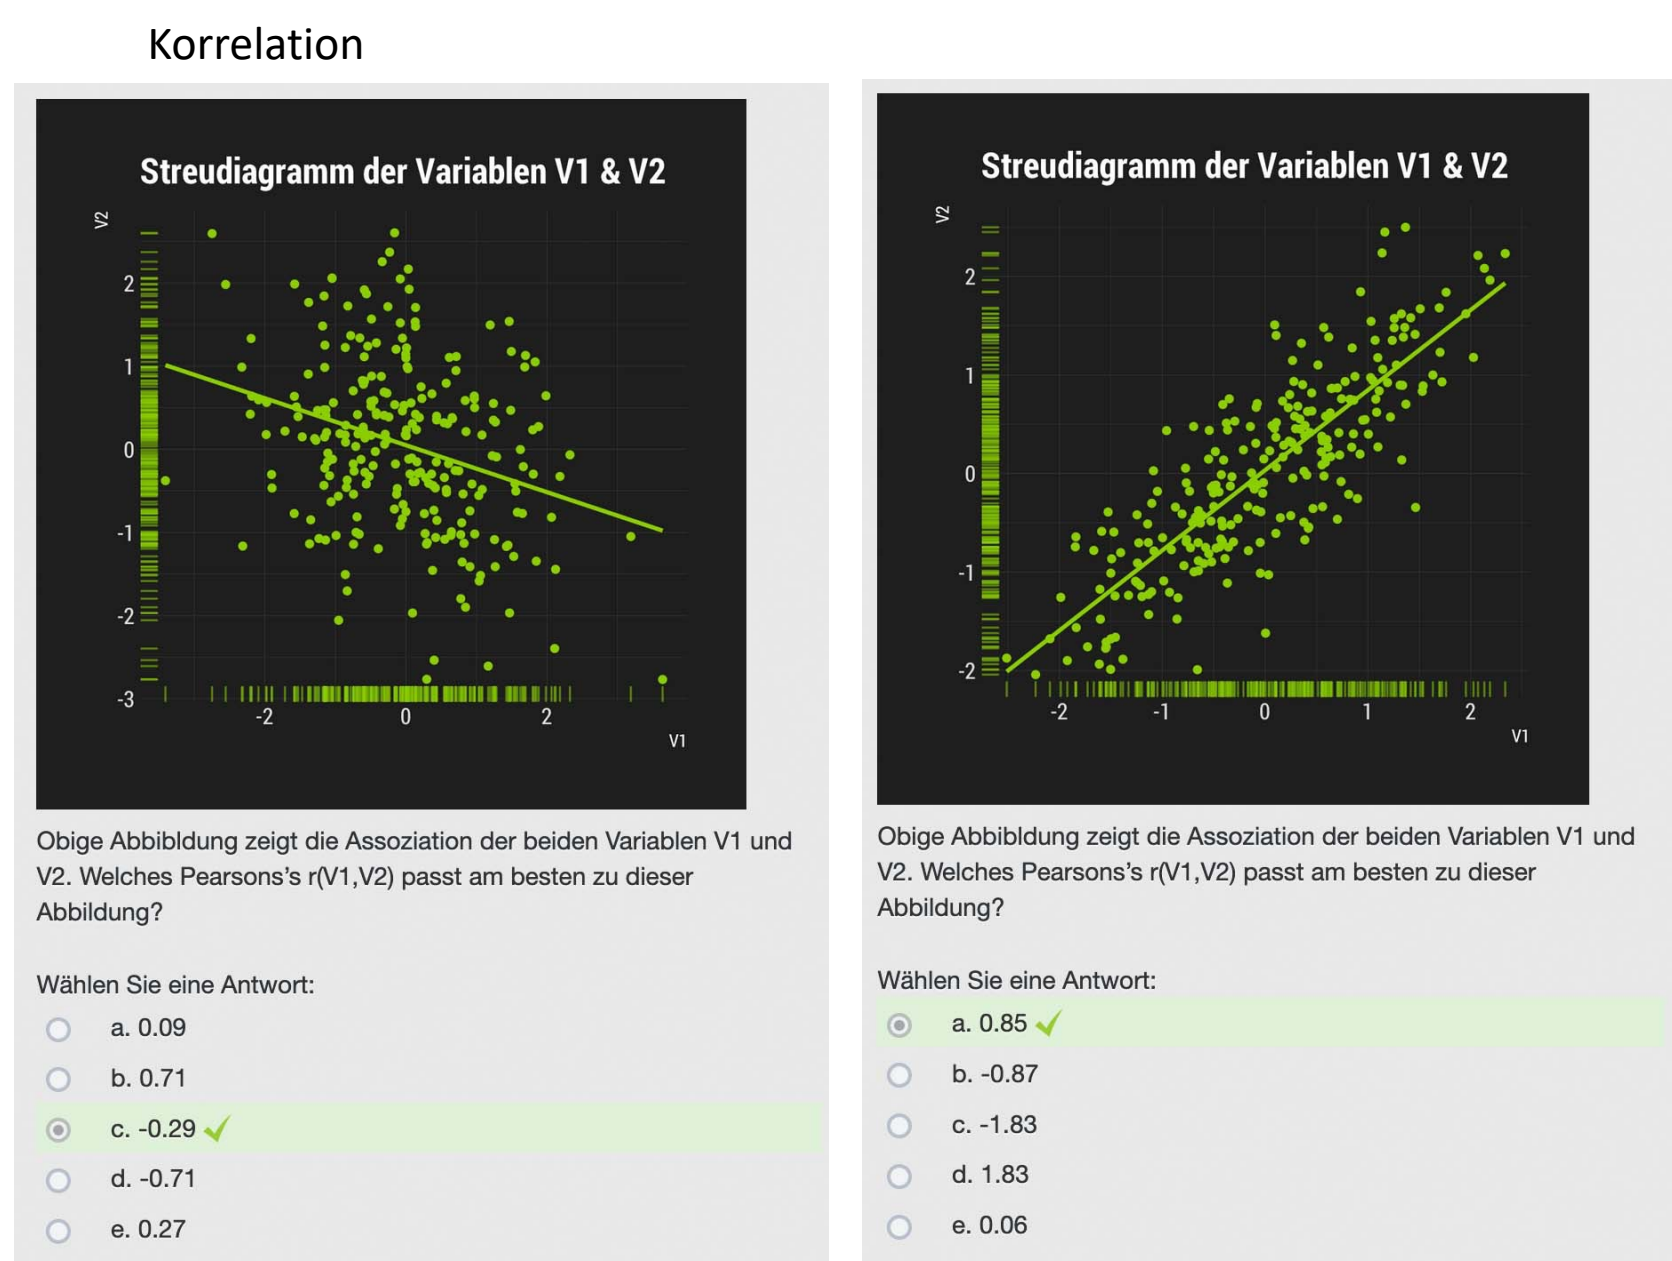 Korrelation
Streudiagramm der Variablen V1 & V2
V2
2
1
0
-1
-2
-3
-2
0
2
V1
Obige Abbibldung zeigt die Assoziation der beiden Variablen V1 und
V2. Welches Pearsons’s r(V1,V2) passt am besten zu dieser
Abbildung?
Wählen Sie eine Antwort:
a. 0.09
b. 0.71
c. -0.29
d. -0.71
e. 0.27
Streudiagramm der Variablen V1 & V2
V2
2
1
0
-1
-2
-2
-1
0
1
2
V1
Obige Abbibldung zeigt die Assoziation der beiden Variablen V1 und
V2. Welches Pearsons’s r(V1,V2) passt am besten zu dieser
Abbildung?
Wählen Sie eine Antwort:
a. 0.85
b. -0.87
c. -1.83
d. 1.83
e. 0.06